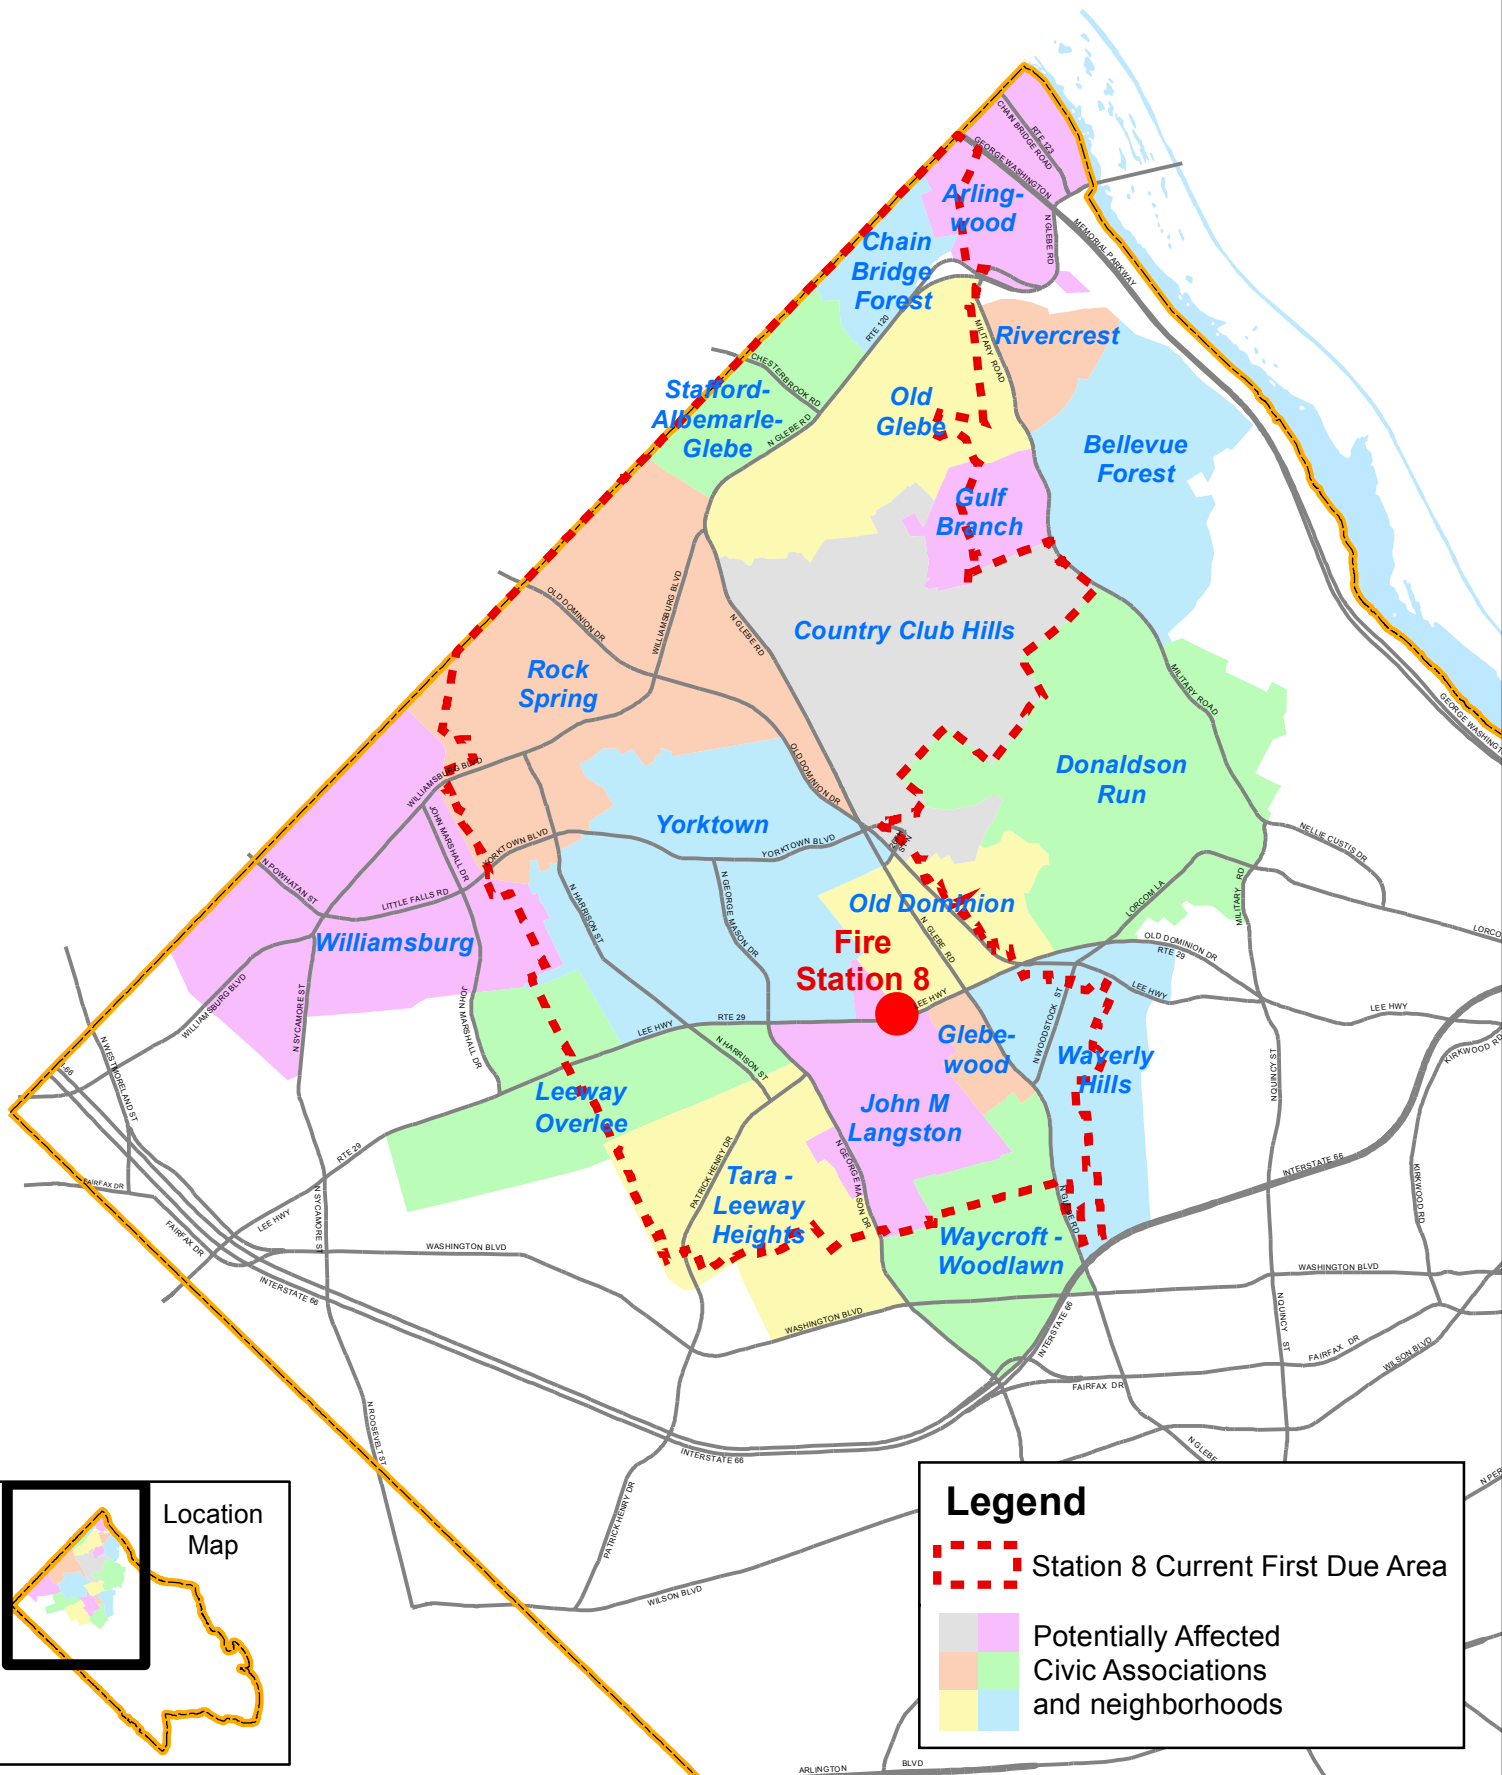 RTE 123
CHAIN BRIDGE ROAD
GEORGE WASHINGTON
MEMORIAL PARKWAY
N GLEBE RD
Arling-
wood
Chain
Bridge
Forest
RTE 120
MILITARY ROAD
Rivercrest
CHESTERBROOK RD
N GLEBE RD
Stafford-
Albemarle-
Glebe
Old
Glebe
Bellevue
Forest
Gulf
Branch
OLD DOMINION DR
WILLIAMSBURG BLVD
N GLEBE RD
Country Club Hills
Rock
Spring
MILITARY ROAD
GEORGE WASHINGT
WILLIAMSBURG BLVD
OLD DOMINION DR
Donaldson
Run
JOHN MARSHALL DR
YORKTOWN BLVD
Yorktown
YORKTOWN BLVD
NELLIE CUSTIS DR
N POWHATAN ST
LITTLE FALLS RD
N HARRISON ST
N GEORGE MASON DR
LORCOM LA
MILITARY RD
LORCO
Old Dominion
N GLEBE RD
Williamsburg
Fire
Station 8
OLD DOMINION DR
RTE 29
LEE HWY
LEE HWY
LEE HWY
WILLIAMSBURG BLVD
N SYCAMORE ST
JOHN MARSHALL DR
LEE HWY
RTE 29
N HARRISON ST
N WOODSTOCK ST
Glebe-
wood
Waverly
Hills
KIRKWOOD RD
N QUINCY ST
N WESTMORELAND ST
I-66
Leeway
Overlee
John M
Langston
RTE 29
PATRICK HENRY DR
N GEORGE MASON DR
INTERSTATE 66
KIRKWOOD RD
FAIRFAX DR
FAIRFAX DR
LEE HWY
N SYCAMORE ST
Tara -
Leeway
Heights
N GLEBE RD
Waycroft -
Woodlawn
WASHINGTON BLVD
WASHINGTON BLVD
INTERSTATE 66
WASHINGTON BLVD
INTERSTATE 66
N QUINCY ST
FAIRFAX DR
WILSON BLVD
FAIRFAX DR
N ROOSEVELT ST
INTERSTATE 66
N GLEBE
N PER
PATRICK HENRY DR
WILSON BLVD
ARLINGTON
BLVD
Location
Map
Legend
Station 8 Current First Due Area
Potentially Affected
Civic Associations
and neighborhoods